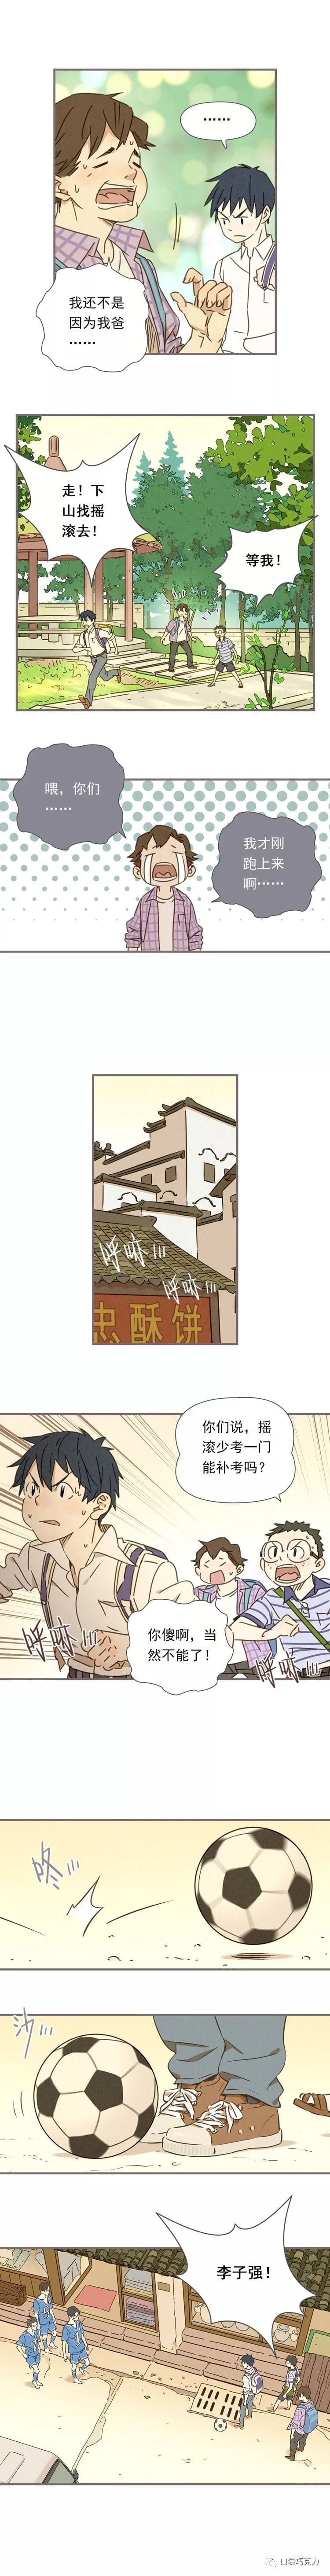 ……
我还不是
因为我爸
……
走！下
山找摇
滚去！
等我！
喂，你们
……
我才刚
跑上来
啊……
呼哧
呼哧
忠酥饼
你们说，摇
滚少考一门
能补考吗？
你傻啊，当
然不能了！
呼哧
呼哧
咚
沙
李子强！
口袋巧克力